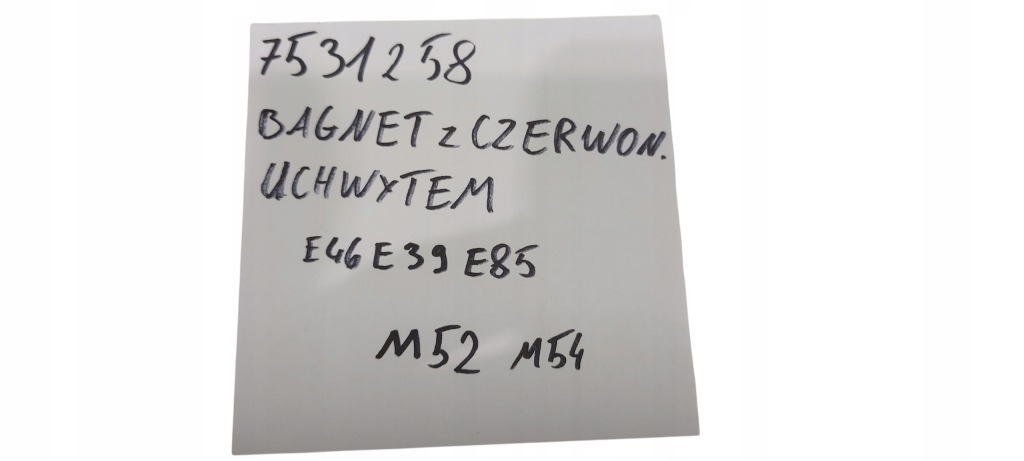 7531258
BAGNET z CZERWON.
UCHWYTEM
E46 E39 E85
M52 M54